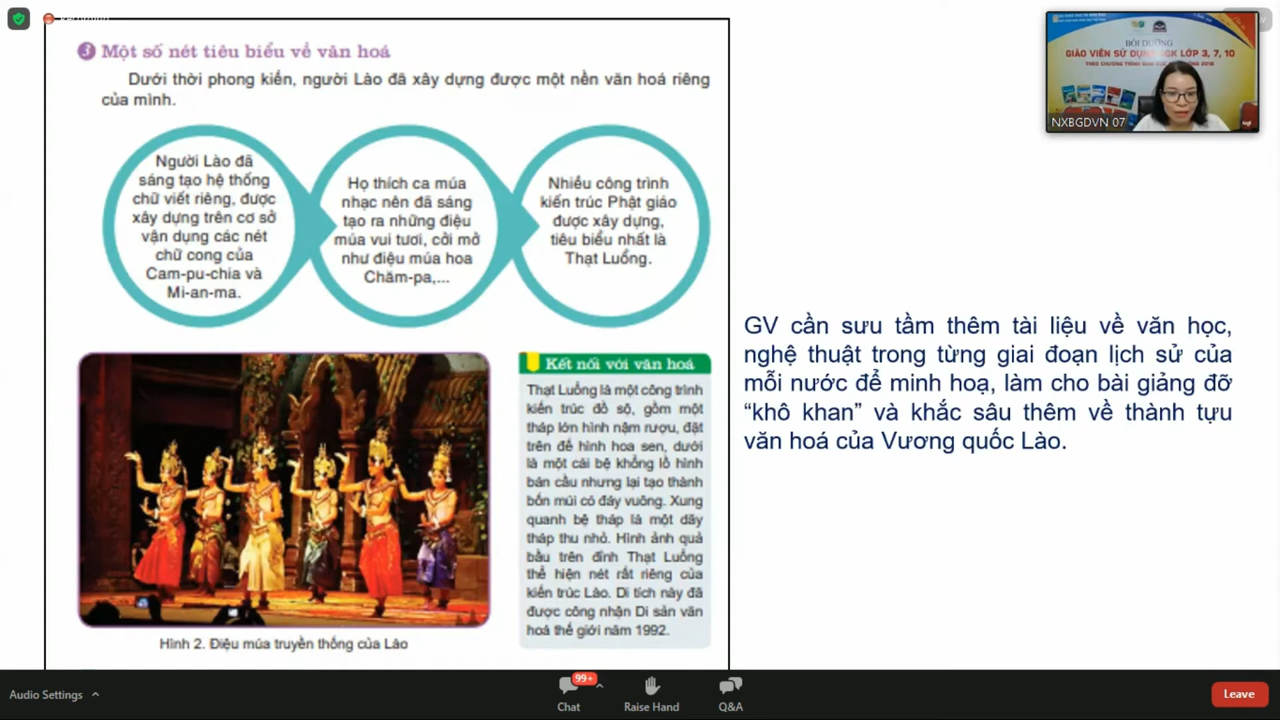 Recording
3 Một số nét tiêu biểu về văn hoá
Dưới thời phong kiến, người Lào đã xây dựng được một nền văn hoá riêng
của mình.
Người Lào đã
sáng tạo hệ thống
chữ viết riêng, được
xây dựng trên cơ sở
vận dụng các nét
chữ cong của
Cam-pu-chia và
Mi-an-ma.
Họ thích ca múa
nhạc nên đã sáng
tạo ra những điệu
múa vui tươi, cởi mở
như điệu múa hoa
Chăm-pa,...
Nhiều công trình
kiến trúc Phật giáo
được xây dựng,
tiêu biểu nhất là
Thạt Luổng.
Hình 2. Điệu múa truyền thống của Lào
Kết nối với văn hoá
Thạt Luổng là một công trình
kiến trúc đồ sộ, gồm một
tháp lớn hình nậm rượu, đặt
trên đế hình hoa sen, dưới
là một cái bệ khổng lồ hình
bán cầu nhưng lại tạo thành
bốn múi có đáy vuông. Xung
quanh bệ tháp là một dãy
tháp thu nhỏ. Hình ảnh quả
bầu trên đỉnh Thạt Luổng
thể hiện nét rất riêng của
kiến trúc Lào. Di tích này đã
được công nhận Di sản văn
hoá thế giới năm 1992.
GV cần sưu tầm thêm tài liệu về văn học,
nghệ thuật trong từng giai đoạn lịch sử của
mỗi nước để minh hoạ, làm cho bài giảng đỡ
“khô khan” và khắc sâu thêm về thành tựu
văn hoá của Vương quốc Lào.
BỒI DƯỠNG
GIÁO VIÊN SỬ DỤNG SGK LỚP 3, 7, 10
NXBGDVN 07
Audio Settings
99+
Chat
Raise Hand
Q&A
Leave